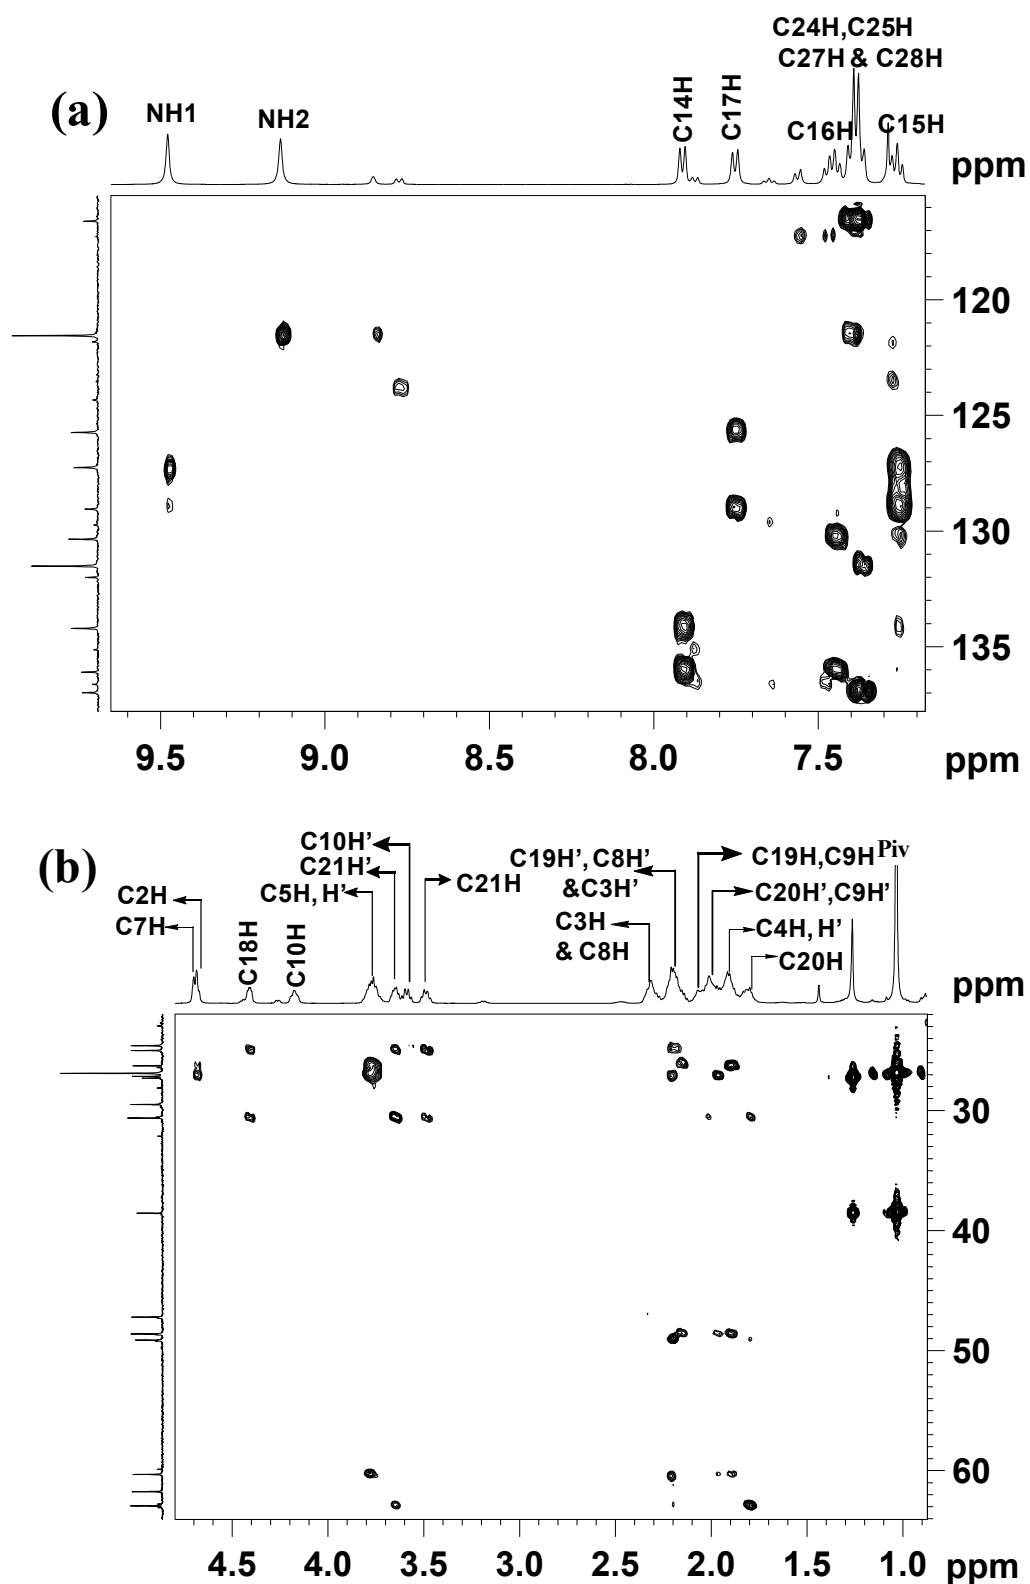 C24H,C25H
C27H & C28H
(a)
NH1
NH2
C14H
C17H
C16H
C15H
ppm
120
125
130
135
9.5
9.0
8.5
8.0
7.5
ppm
(b)
C10H'
C21H'
C5H, H'
C21H
C2H
C7H
C18H
C10H
C19H', C8H'
&C3H'
C3H
& C8H
C19H,C9H
Piv
C20H',C9H'
C4H, H'
C20H
ppm
30
40
50
60
4.5
4.0
3.5
3.0
2.5
2.0
1.5
1.0
ppm